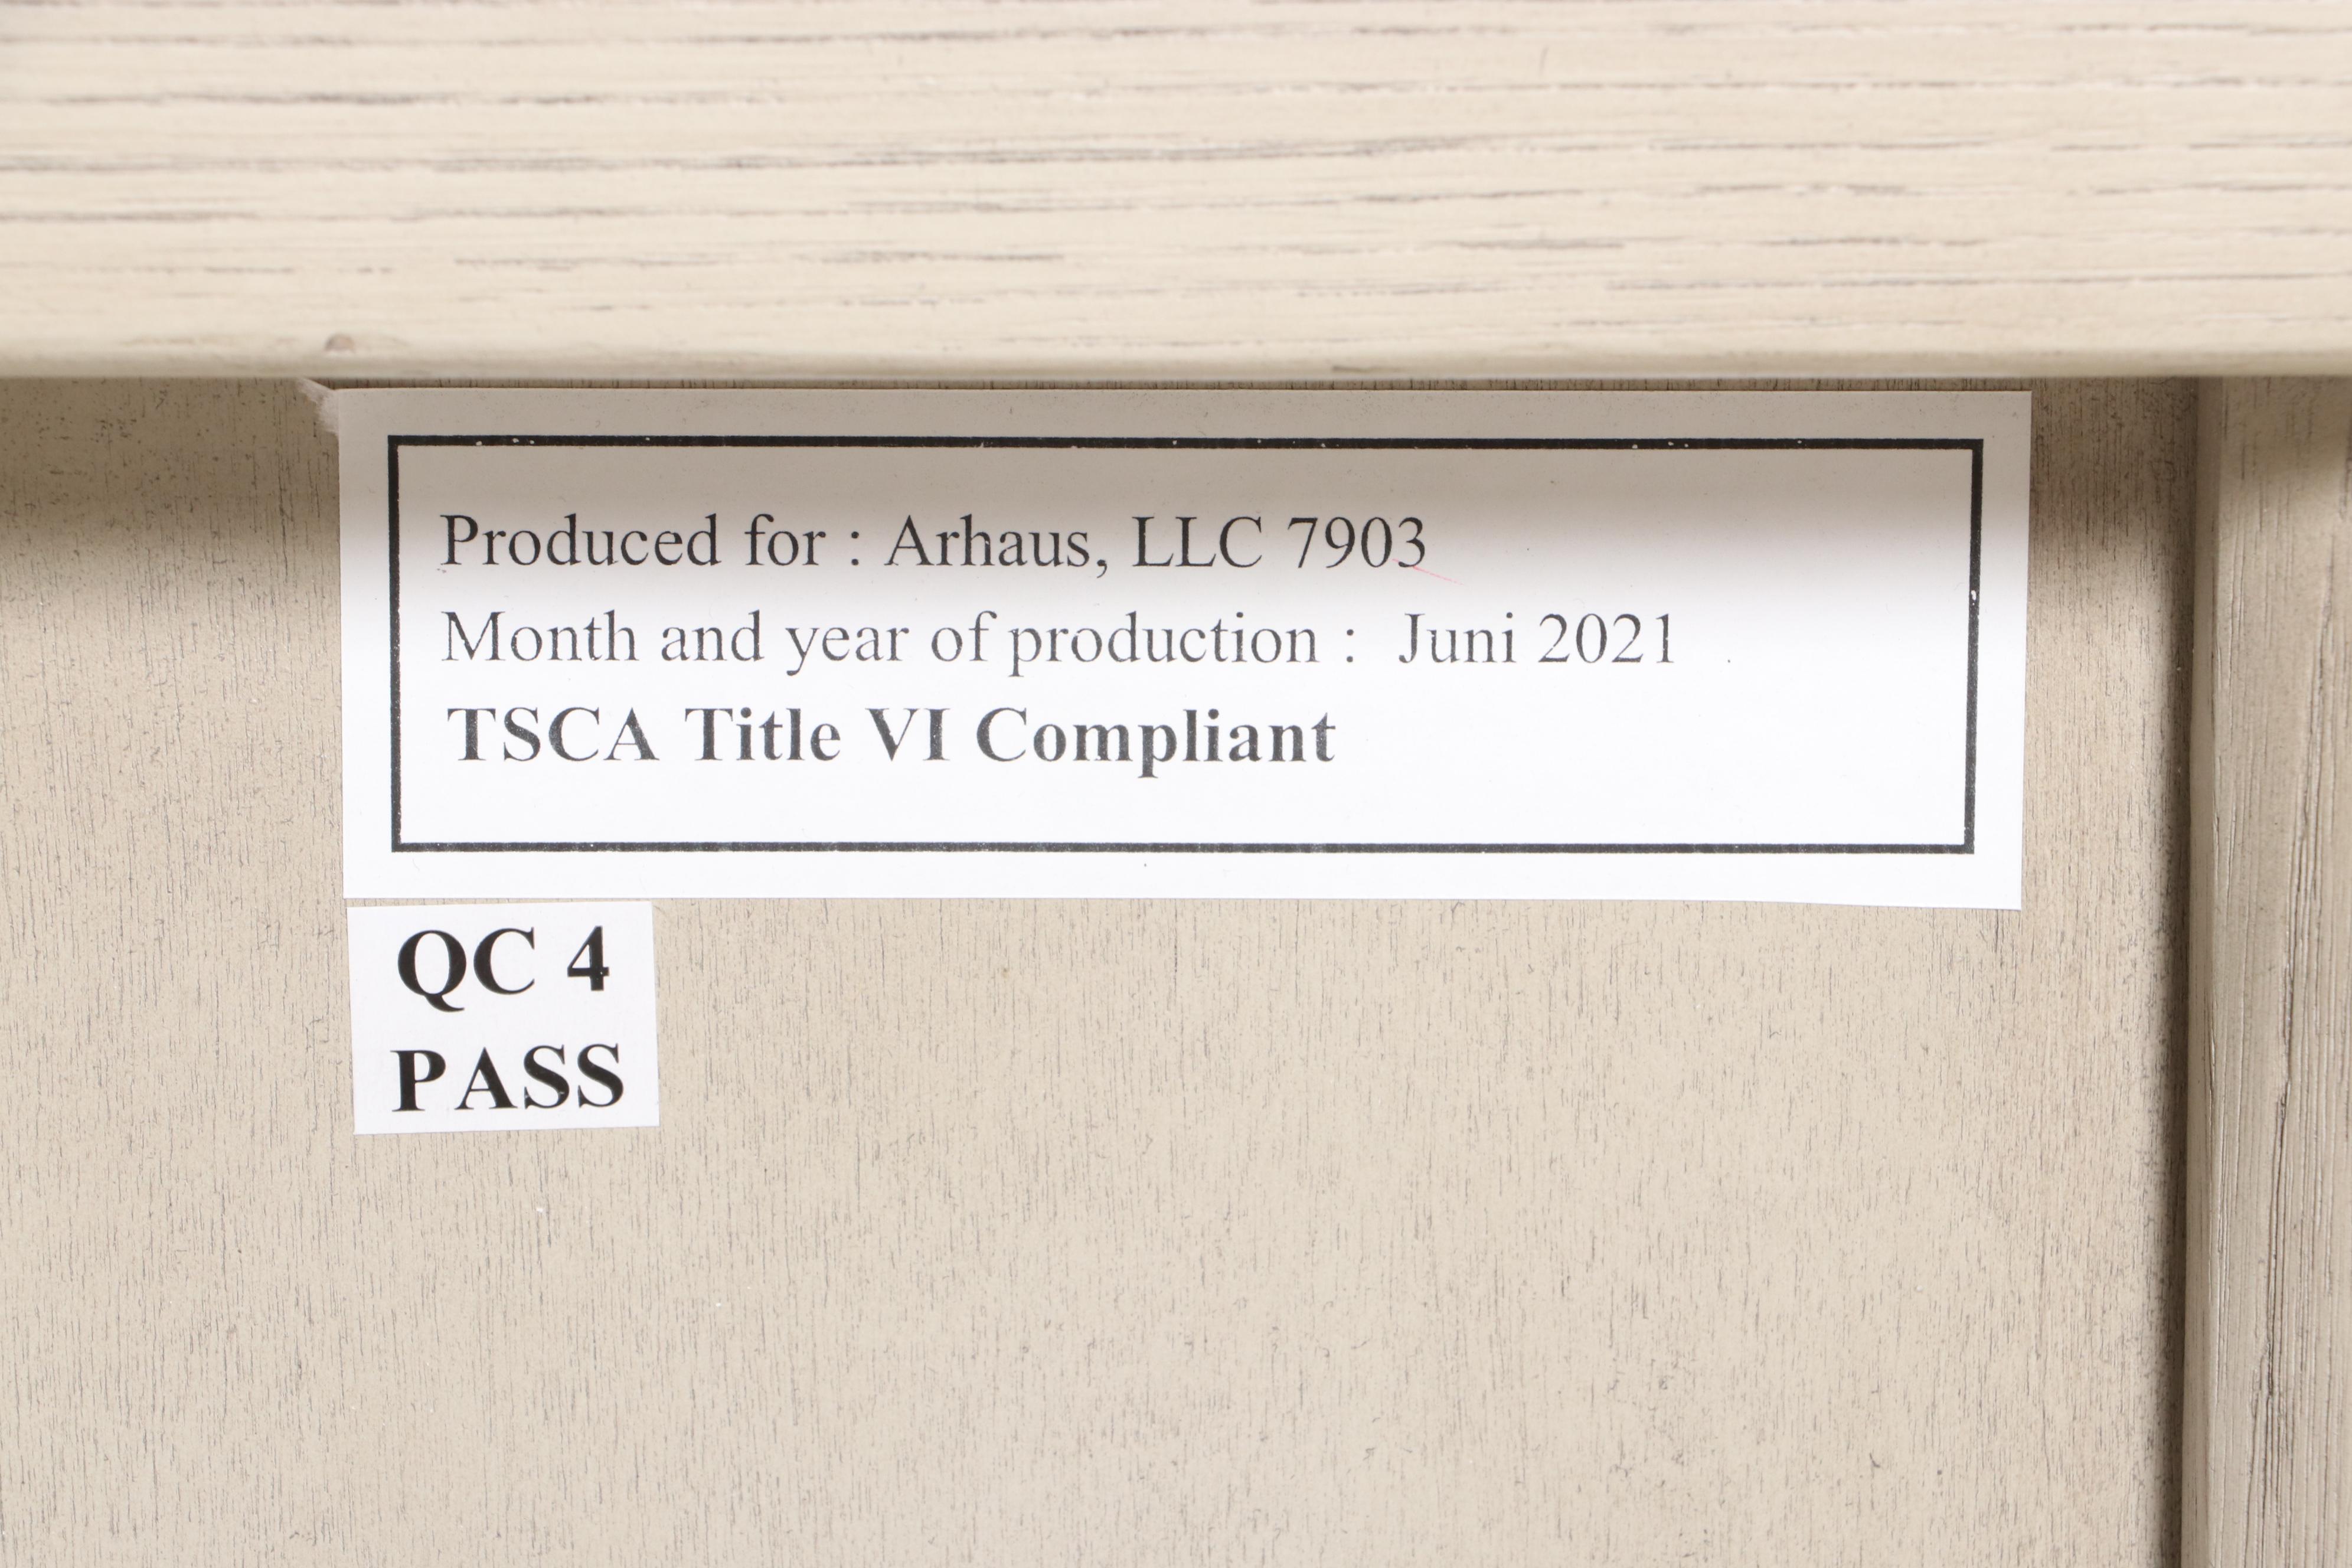 Produced for : Arhaus, LLC 7903
Month and year of production : Juni 2021
TSCA Title VI Compliant
QC 4
PASS